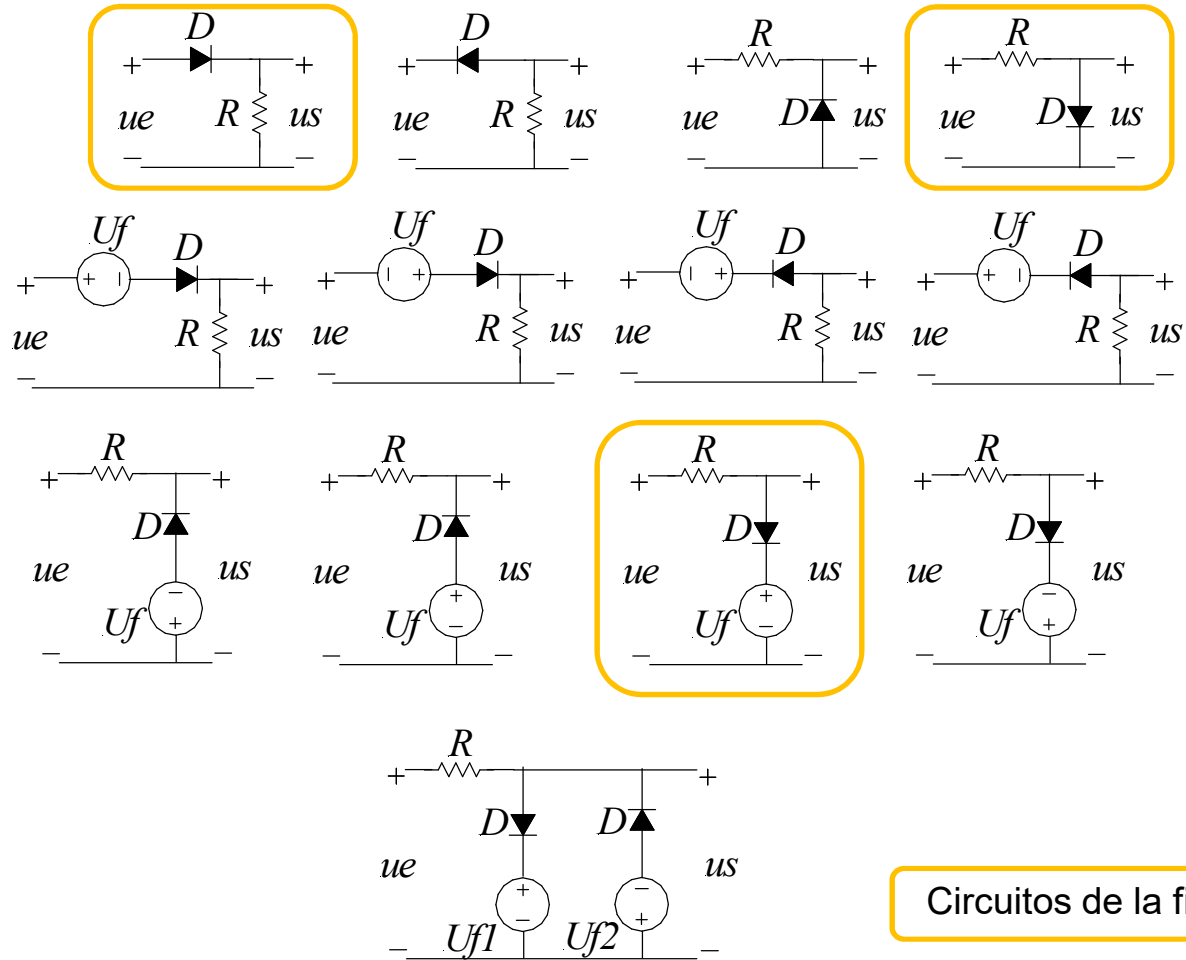 D D R R
+ + + + + + + +
ue R us ue R us ue D us ue D us
− − − − − − − −
Uf D Uf D Uf D Uf D
+ + − + + − + + + − + + + + − +
ue R us ue R us ue R us ue R us
− − − − − − − −
R R R R
+ + + + + + + +
D D D D
ue us ue us ue us ue us
Uf − + Uf + − Uf + − Uf − +
− − − − − − − −
R
+ +
D D
ue us
+ −
− +
Uf1 Uf2
− −
Circuitos de la fi